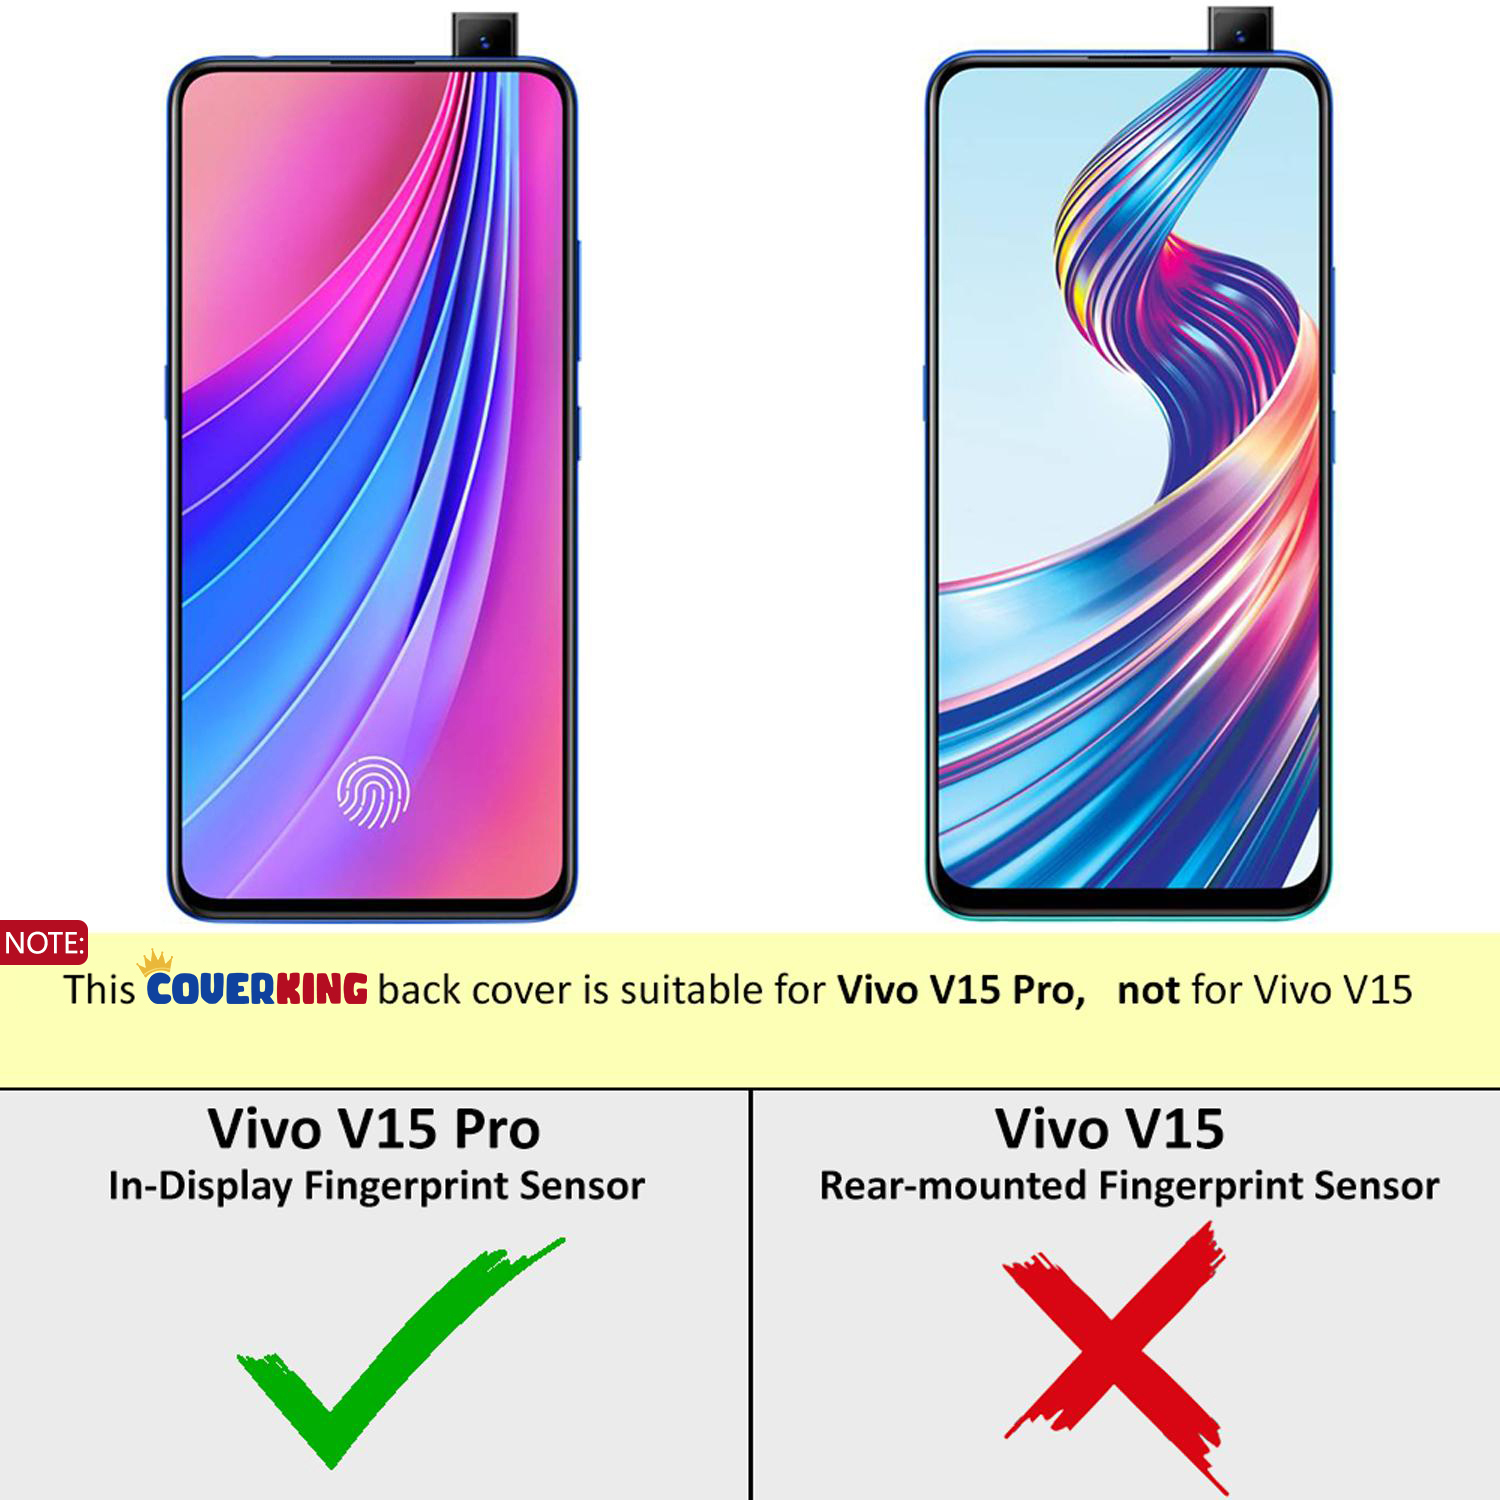 NOTE:
This COVERKING back cover is suitable for Vivo V15 Pro, not for Vivo V15
Vivo V15 Pro
In-Display Fingerprint Sensor
Vivo V15
Rear-mounted Fingerprint Sensor